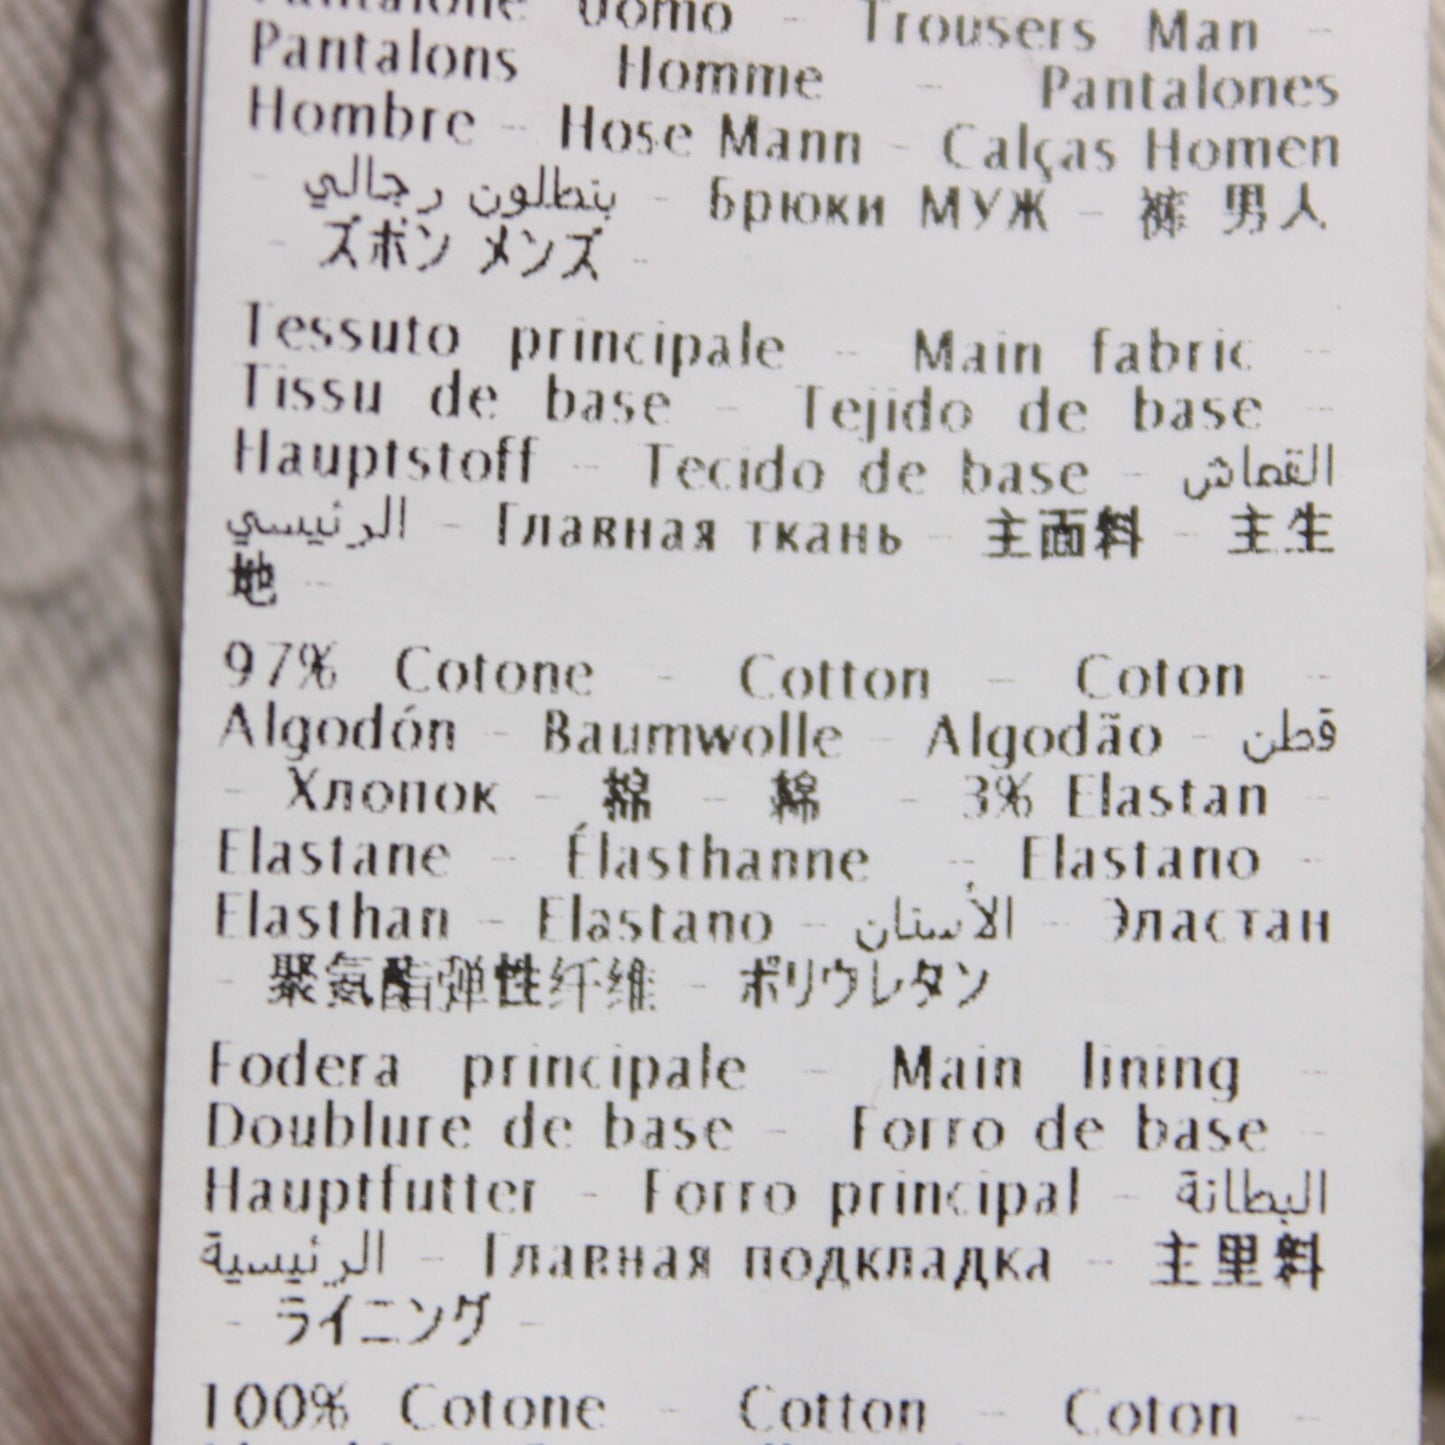 Pantalone Uomo - Trousers Man -
Pantalons Homme - Pantalones
Hombre - Hose Mann - Calças Homen
- بنطلون رجالي - Брюки МУЖ - 裤 男人
- ズボン メンズ -
Tessuto principale - Main fabric -
Tissu de base - Tejido de base -
Hauptstoff - Tecido de base - القماش
الرئيسي - Главная ткань - 主面料 - 主生
地 -
97% Cotone - Cotton - Coton -
Algodón - Baumwolle - Algodão - قطن
- Хлопок - 棉 - 綿 - 3% Elastan -
Elastane - Élasthanne - Elastano -
Elasthan - Elastano - الأستان - Эластан
- 聚氨酯弹性纤维 - ポリウレタン
Fodera principale - Main lining -
Doublure de base - Forro de base -
Hauptfutter - Forro principal - البطانة
الرئيسية - Главная подкладка - 主里料
- ライニング -
100% Cotone - Cotton - Coton -